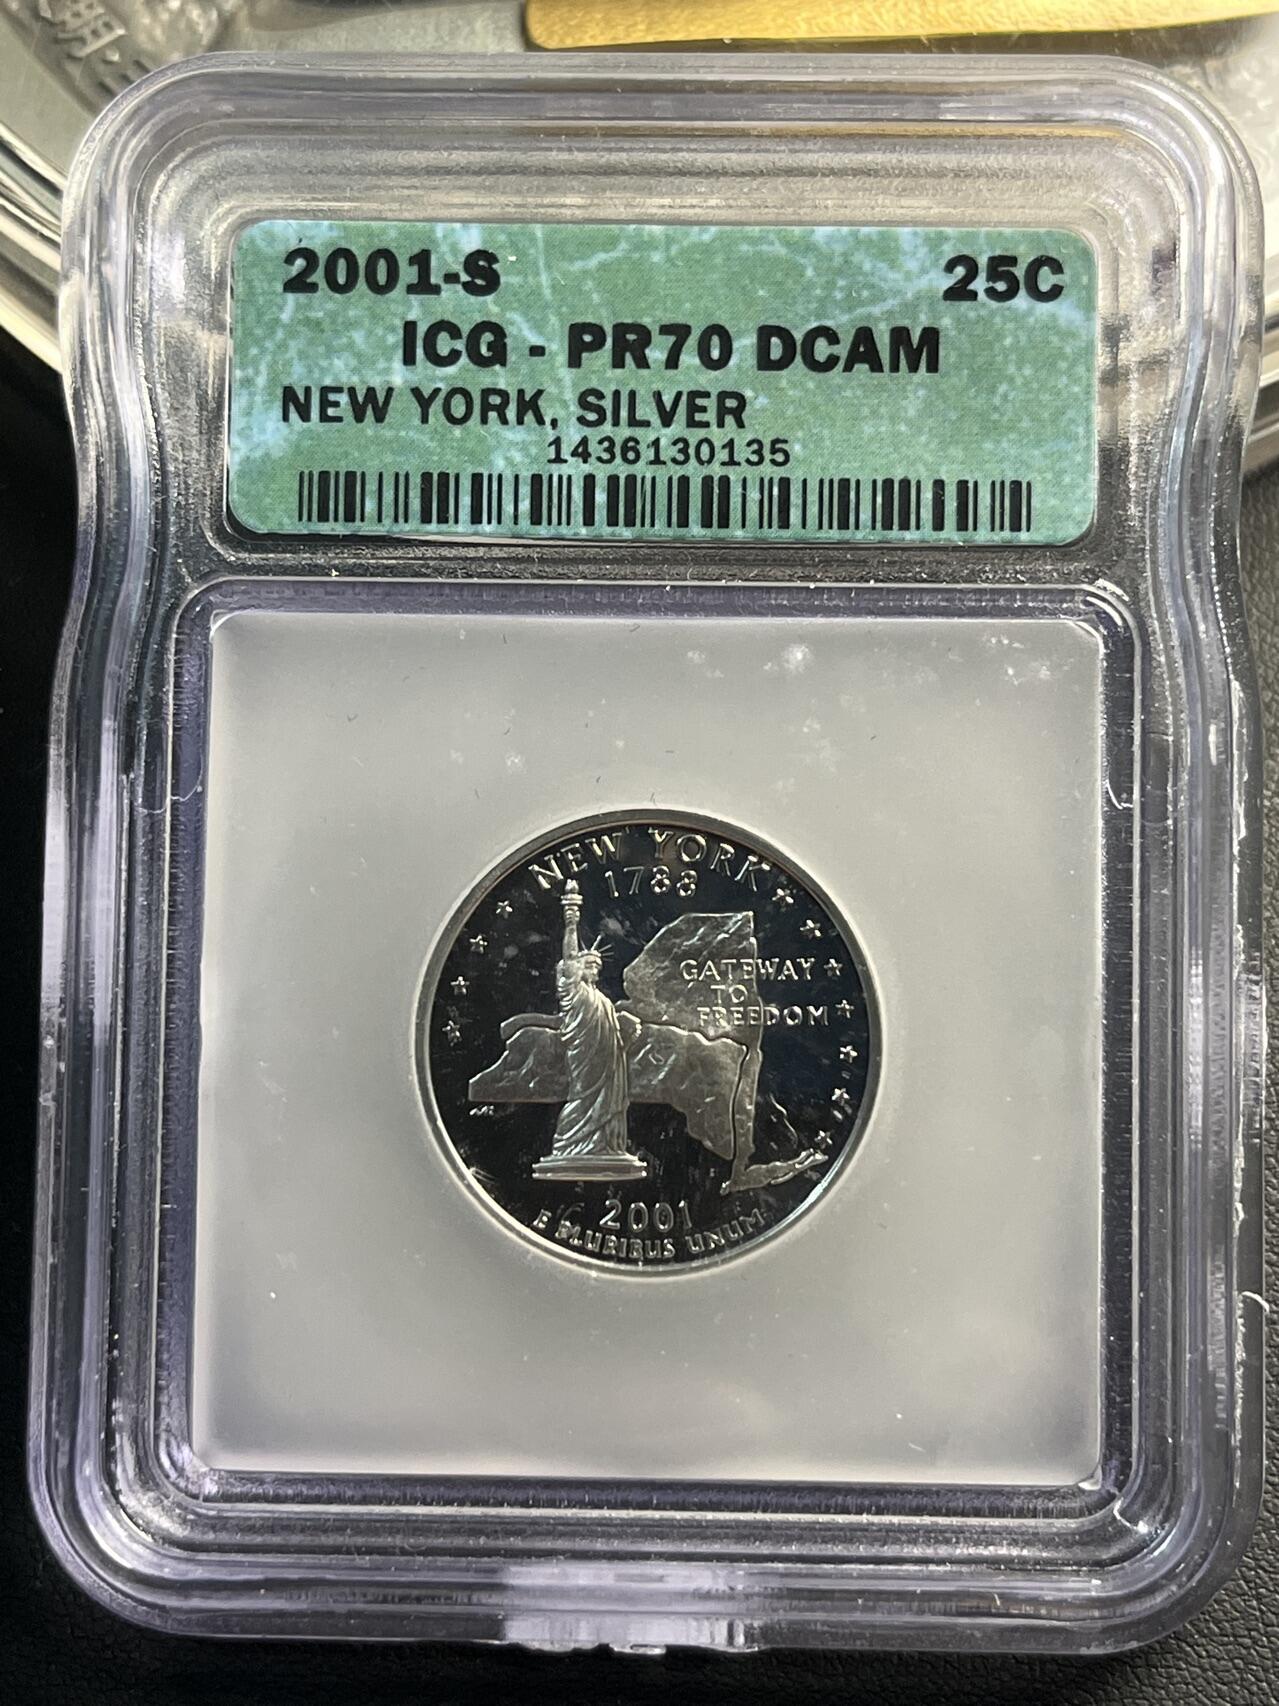 2001-S 25C
ICG - PR70 DCAM
NEW YORK, SILVER
1436130135
NEW YORK
1788
GATEWAY
TO
FREEDOM
2001
E PLURIBUS UNUM